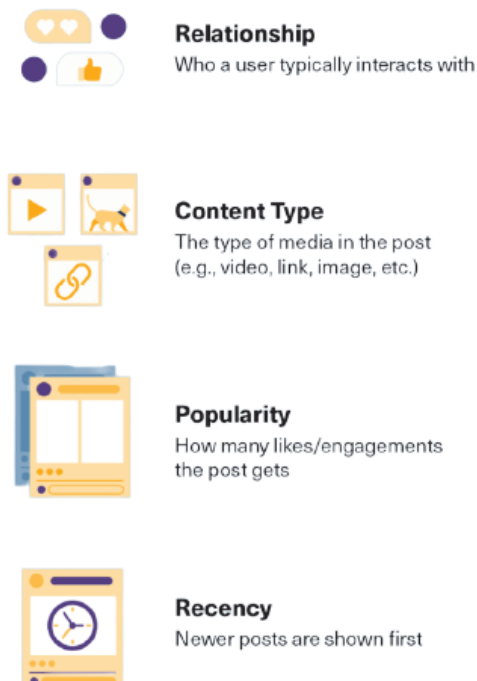 Relationship
Who a user typically interacts with
Content Type
The type of media in the post
(e.g., video, link, image, etc.)
Popularity
How many likes/engagements
the post gets
Recency
Newer posts are shown first